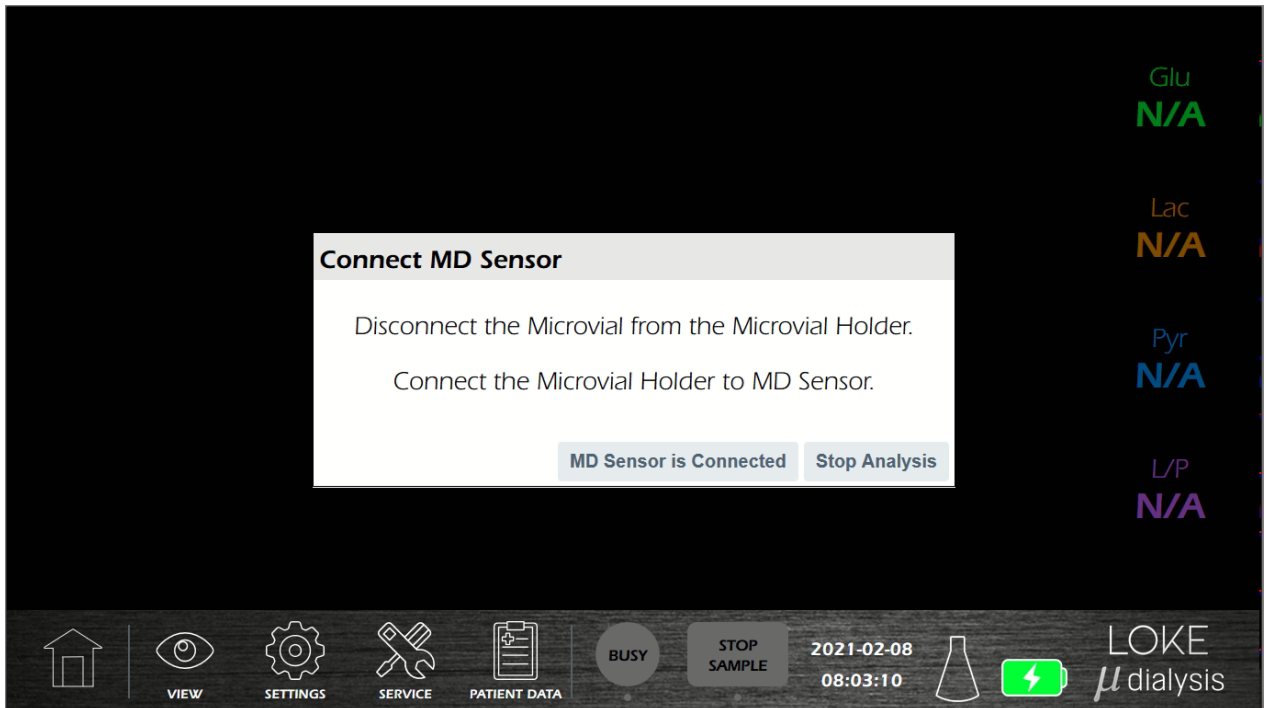 Glu
N/A
Lac
N/A
Pyr
N/A
L/P
N/A
Connect MD Sensor
Disconnect the Microvial from the Microvial Holder.
Connect the Microvial Holder to MD Sensor.
MD Sensor is Connected
Stop Analysis
VIEW
SETTINGS
SERVICE
PATIENT DATA
BUSY
STOP
SAMPLE
2021-02-08
08:03:10
LOKE
μ dialysis